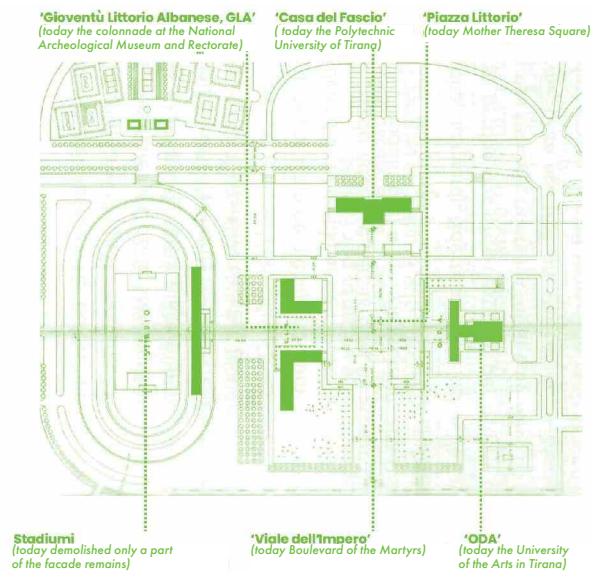 ‘Gioventù Littorio Albanese, GLA’
(today the colonnade at the National
Archeological Museum and Rectorate)
‘Casa del Fascio’
( today the Polytechnic
University of Tirana)
‘Piazza Littorio’
(today Mother Theresa Square)
STADIO
O.D.A.
Stadiumi
(today demolished only a part
of the facade remains)
‘Viale dell’Impero’
(today Boulevard of the Martyrs)
‘ODA’
(today the University
of the Arts in Tirana)